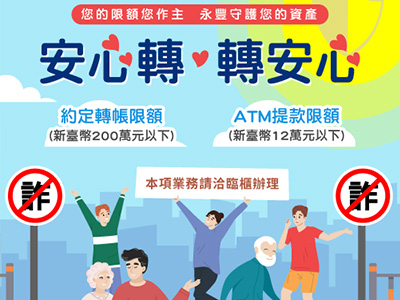 您的限額您作主 永豐守護您的資產
安心轉 轉安心
約定轉帳限額
(新臺幣200萬元以下)
ATM提款限額
(新臺幣12萬元以下)
本項業務請洽臨櫃辦理
詐
詐